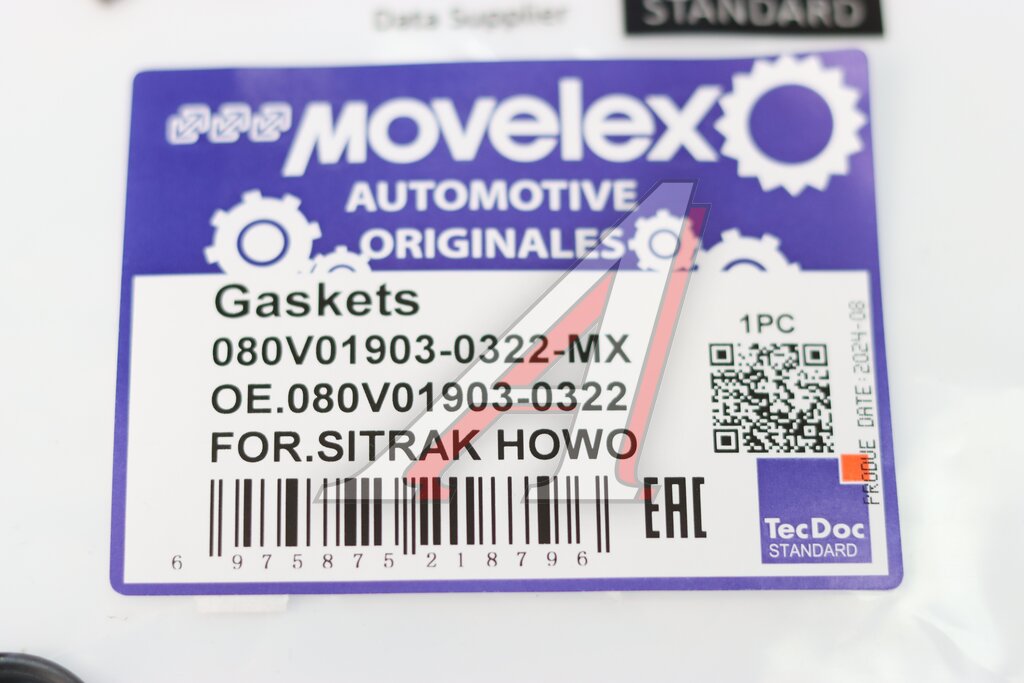 Data Supplier
STANDARD
MOVELEX
AUTOMOTIVE
ORIGINALES
Gaskets
080V01903-0322-MX
OE.080V01903-0322
FOR.SITRAK HOWO
1PC
PRODUE DATE:2024-08
EAC
TecDoc
STANDARD
6 975875 218796